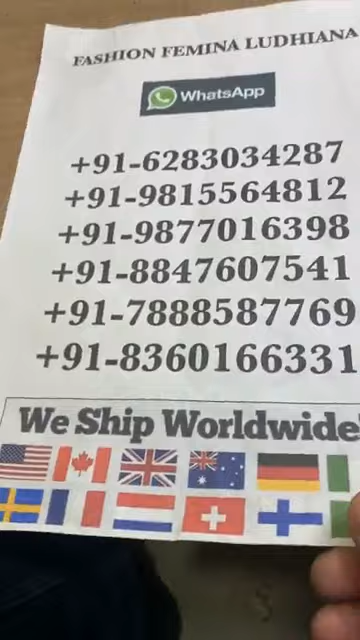 FASHION FEMINA LUDHIANA
WhatsApp
+91-6283034287
+91-9815564812
+91-9877016398
+91-8847607541
+91-7888587769
+91-8360166331
We Ship Worldwide